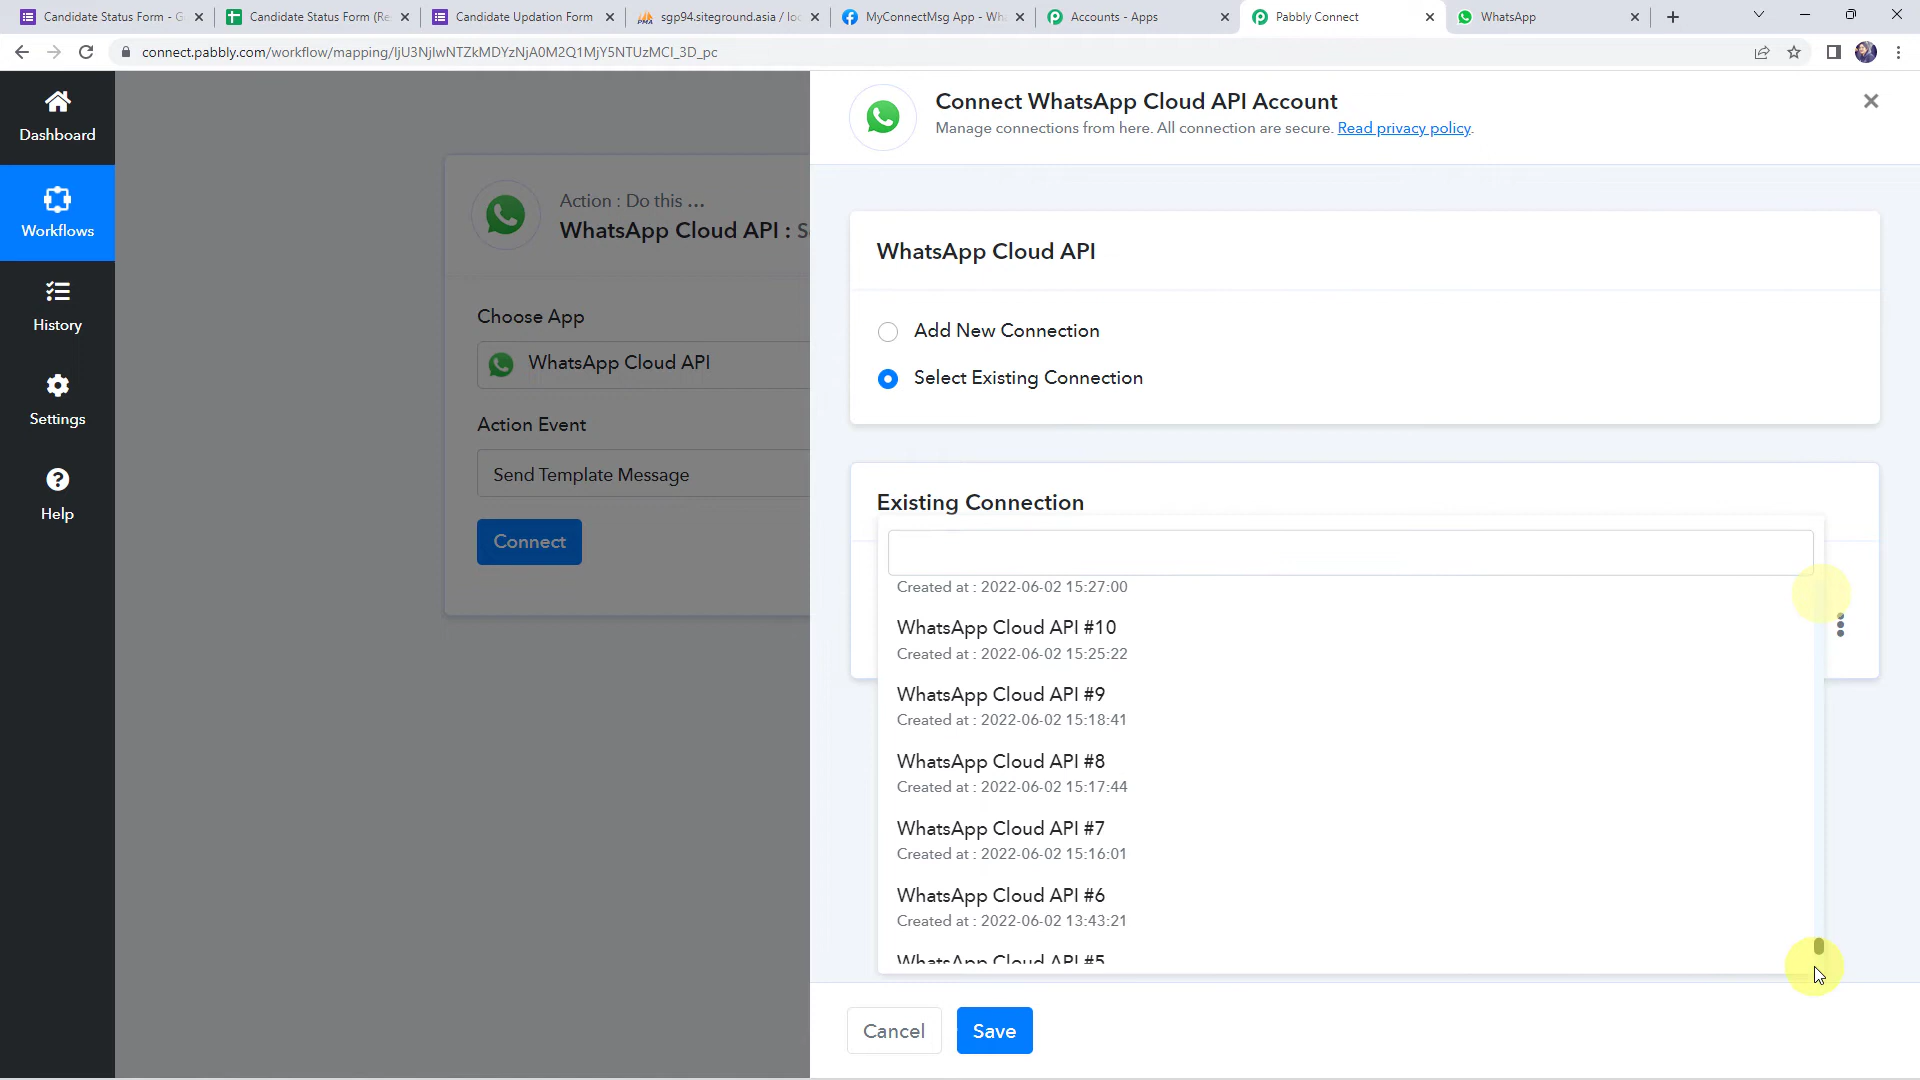 Candidate Status Form - G
Candidate Status Form (Re
Candidate Updation Form
sgp94.siteground.asia / loc
MyConnectMsg App - Wh
Accounts - Apps
Pabbly Connect
WhatsApp
connect.pabbly.com/workflow/mapping/IjU3NjIwNTZkMDYzNjA0M2Q1MjY5NTUzMCI_3D_pc
Dashboard
Workflows
History
Settings
Help
Action : Do this ...
WhatsApp Cloud API : S
Choose App
WhatsApp Cloud API
Action Event
Send Template Message
Connect
Connect WhatsApp Cloud API Account
Manage connections from here. All connection are secure. Read privacy policy.
WhatsApp Cloud API
Add New Connection
Select Existing Connection
Existing Connection
Created at : 2022-06-02 15:27:00
WhatsApp Cloud API #10
Created at : 2022-06-02 15:25:22
WhatsApp Cloud API #9
Created at : 2022-06-02 15:18:41
WhatsApp Cloud API #8
Created at : 2022-06-02 15:17:44
WhatsApp Cloud API #7
Created at : 2022-06-02 15:16:01
WhatsApp Cloud API #6
Created at : 2022-06-02 13:43:21
WhatsApp Cloud API #5
Cancel
Save